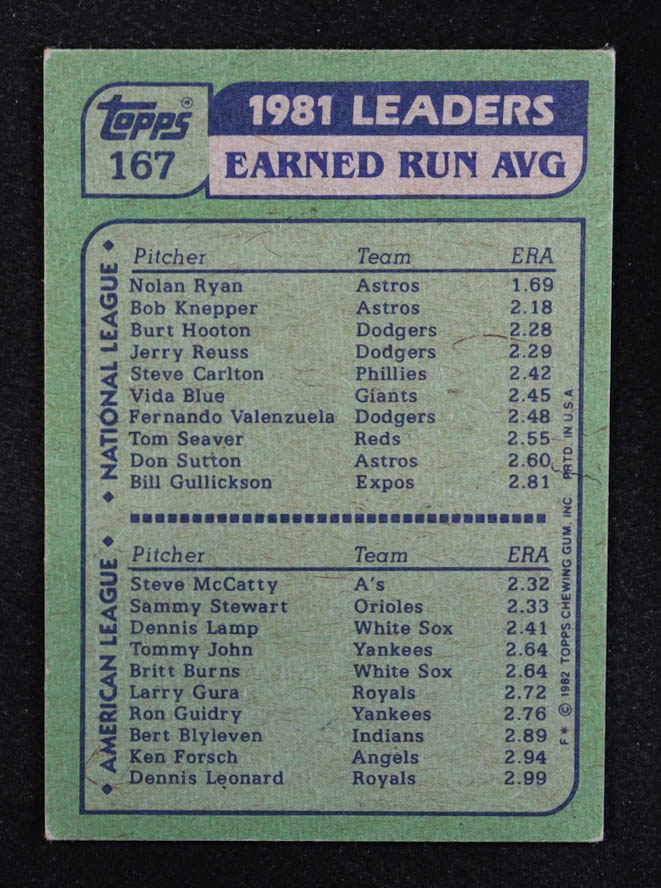 topps®
167
1981 LEADERS
EARNED RUN AVG
NATIONAL LEAGUE
Pitcher Team ERA
Nolan Ryan Astros 1.69
Bob Knepper Astros 2.18
Burt Hooton Dodgers 2.28
Jerry Reuss Dodgers 2.29
Steve Carlton Phillies 2.42
Vida Blue Giants 2.45
Fernando Valenzuela Dodgers 2.48
Tom Seaver Reds 2.55
Don Sutton Astros 2.60
Bill Gullickson Expos 2.81
AMERICAN LEAGUE
Pitcher Team ERA
Steve McCatty A's 2.32
Sammy Stewart Orioles 2.33
Dennis Lamp White Sox 2.41
Tommy John Yankees 2.64
Britt Burns White Sox 2.64
Larry Gura Royals 2.72
Ron Guidry Yankees 2.76
Bert Blyleven Indians 2.89
Ken Forsch Angels 2.94
Dennis Leonard Royals 2.99
F* © 1982 TOPPS CHEWING GUM. INC PRTD. IN U.S.A